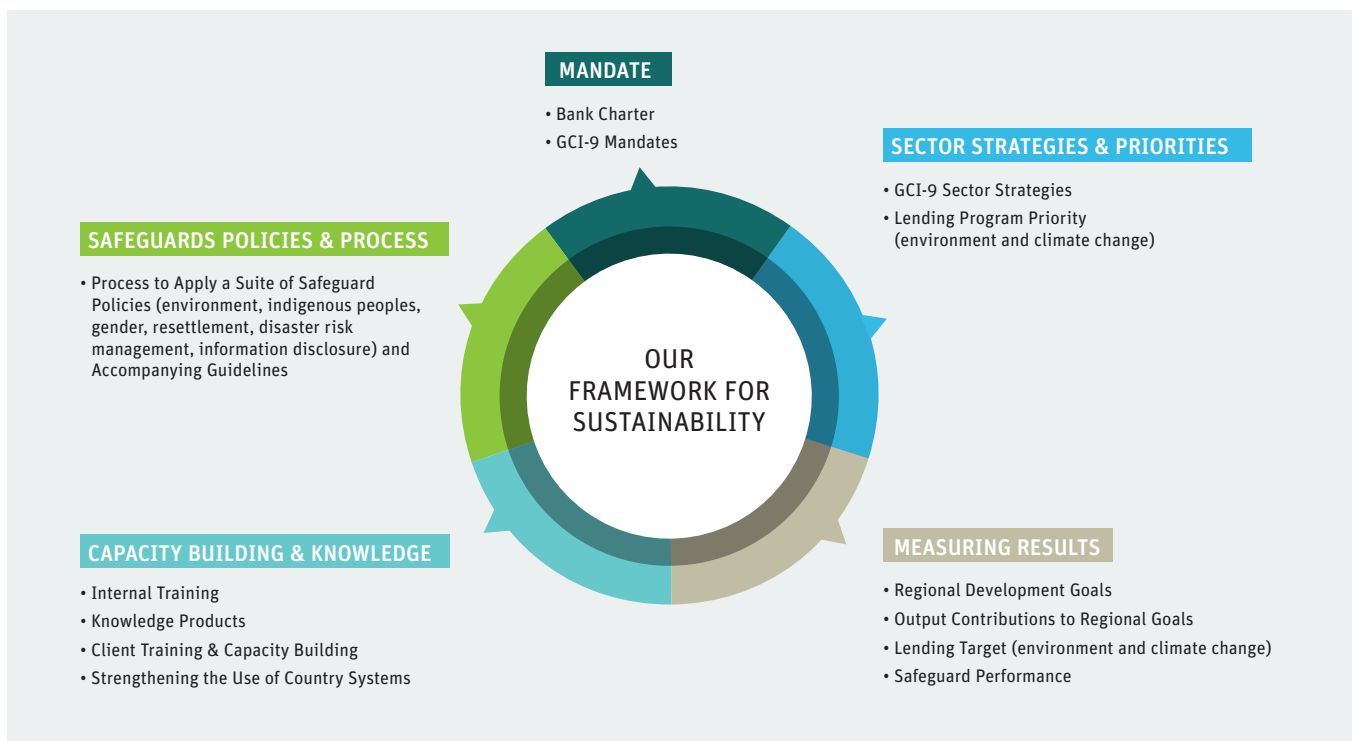 MANDATE
• Bank Charter
• GCI-9 Mandates
SECTOR STRATEGIES & PRIORITIES
• GCI-9 Sector Strategies
• Lending Program Priority
(environment and climate change)
SAFEGUARDS POLICIES & PROCESS
• Process to Apply a Suite of Safeguard
Policies (environment, indigenous peoples,
gender, resettlement, disaster risk
management, information disclosure) and
Accompanying Guidelines
OUR
FRAMEWORK FOR
SUSTAINABILITY
CAPACITY BUILDING & KNOWLEDGE
• Internal Training
• Knowledge Products
• Client Training & Capacity Building
• Strengthening the Use of Country Systems
MEASURING RESULTS
• Regional Development Goals
• Output Contributions to Regional Goals
• Lending Target (environment and climate change)
• Safeguard Performance